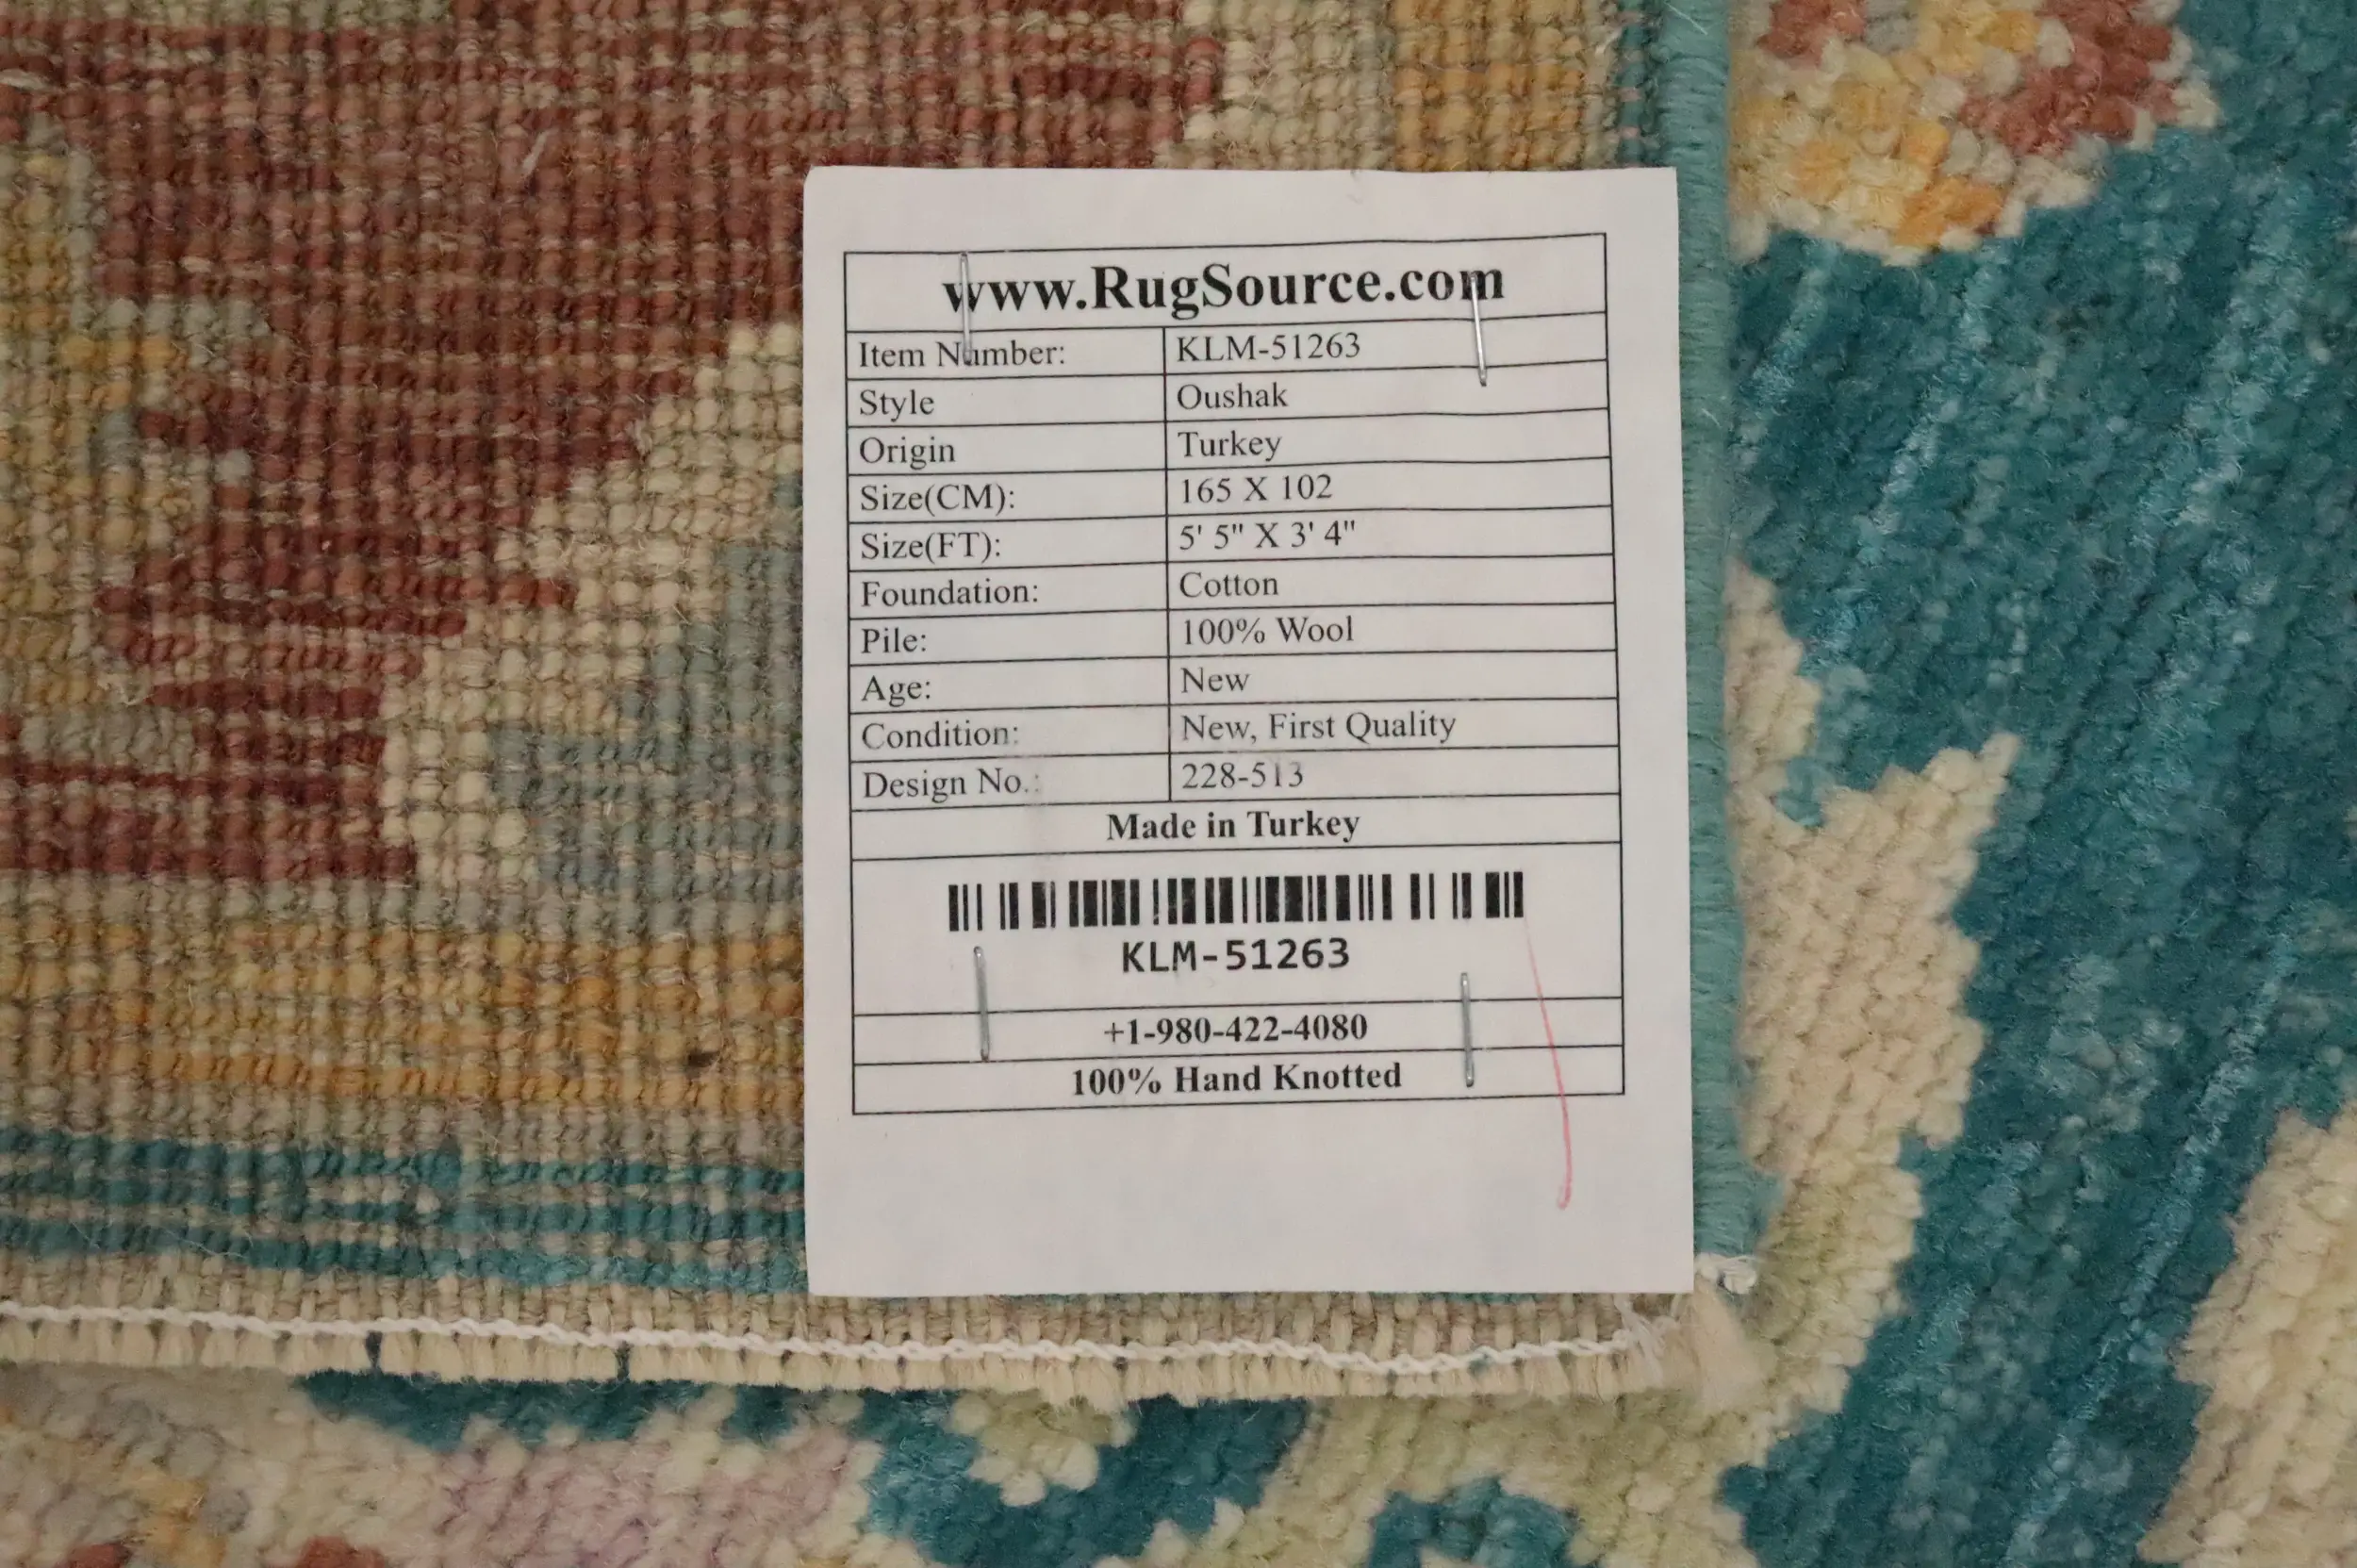 www.RugSource.com
Item Number: KLM-51263
Style Oushak
Origin Turkey
Size(CM): 165 X 102
Size(FT): 5' 5" X 3' 4"
Foundation: Cotton
Pile: 100% Wool
Age: New
Condition: New, First Quality
Design No.: 228-513
Made in Turkey
KLM-51263
+1-980-422-4080
100% Hand Knotted